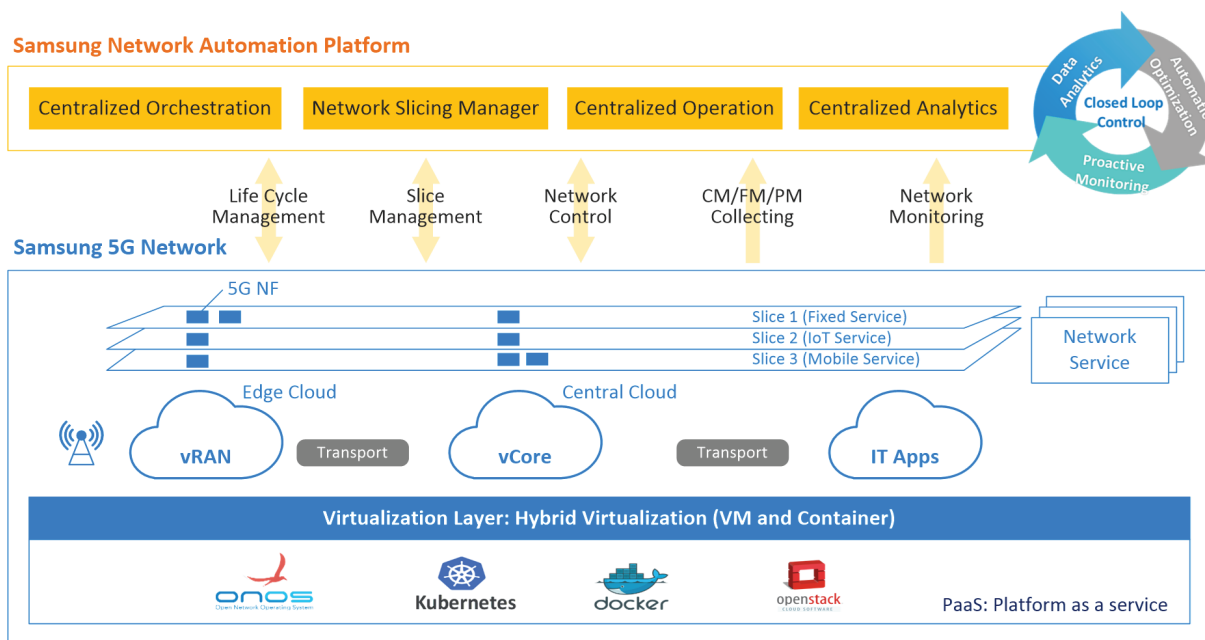 Samsung Network Automation Platform
Centralized Orchestration
Network Slicing Manager
Centralized Operation
Centralized Analytics
Data
Analytics
Automation
Optimization
Closed Loop
Control
Proactive
Monitoring
Life Cycle
Management
Slice
Management
Network
Control
CM/FM/PM
Collecting
Network
Monitoring
Samsung 5G Network
5G NF
Slice 1 (Fixed Service)
Slice 2 (IoT Service)
Slice 3 (Mobile Service)
Network
Service
Edge Cloud
Central Cloud
vRAN
Transport
vCore
Transport
IT Apps
Virtualization Layer: Hybrid Virtualization (VM and Container)
onos
Open Network Operating System
Kubernetes
docker
openstack
CLOUD SOFTWARE
PaaS: Platform as a service